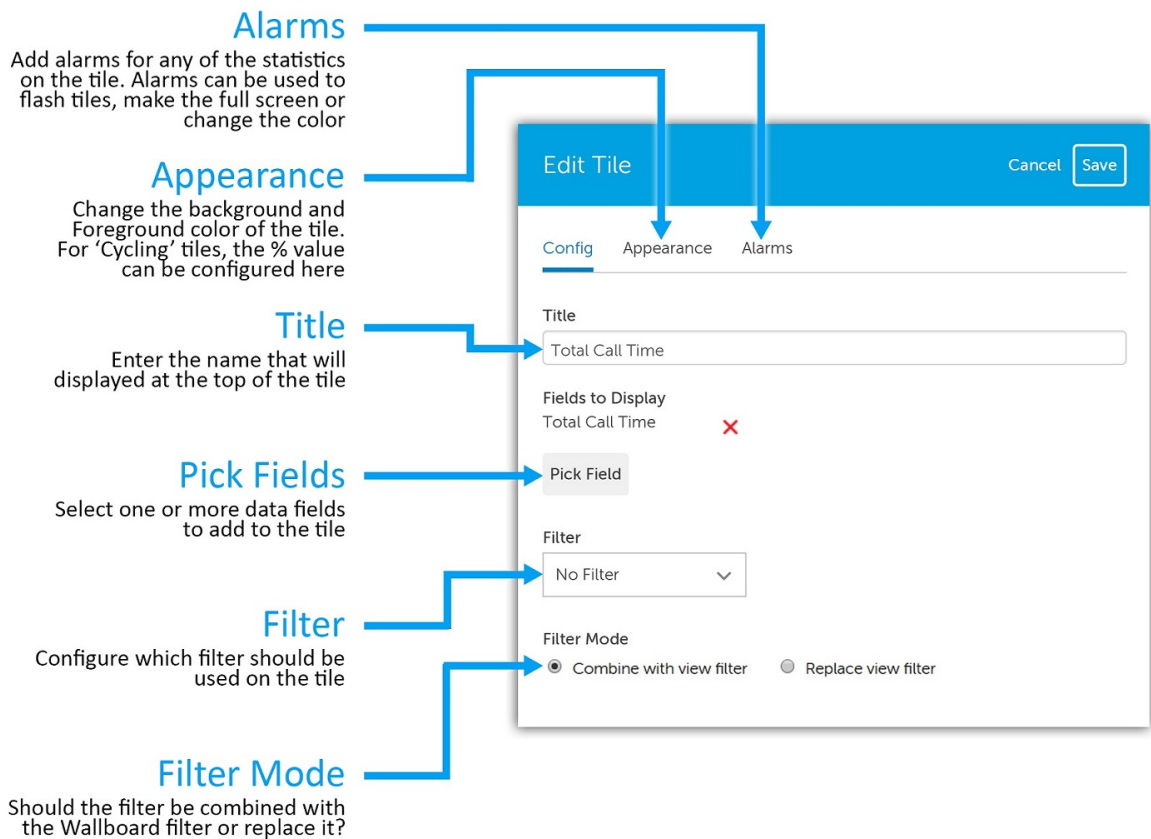 Alarms
Add alarms for any of the statistics
on the tile. Alarms can be used to
flash tiles, make the full screen or
change the color
Appearance
Change the background and
Foreground color of the tile.
For ‘Cycling’ tiles, the % value
can be configured here
Title
Enter the name that will
displayed at the top of the tile
Pick Fields
Select one or more data fields
to add to the tile
Filter
Configure which filter should be
used on the tile
Filter Mode
Should the filter be combined with
the Wallboard filter or replace it?
Edit Tile Cancel Save
Config Appearance Alarms
Title
Total Call Time
Fields to Display
Total Call Time
Pick Field
Filter
No Filter
Filter Mode
Combine with view filter Replace view filter